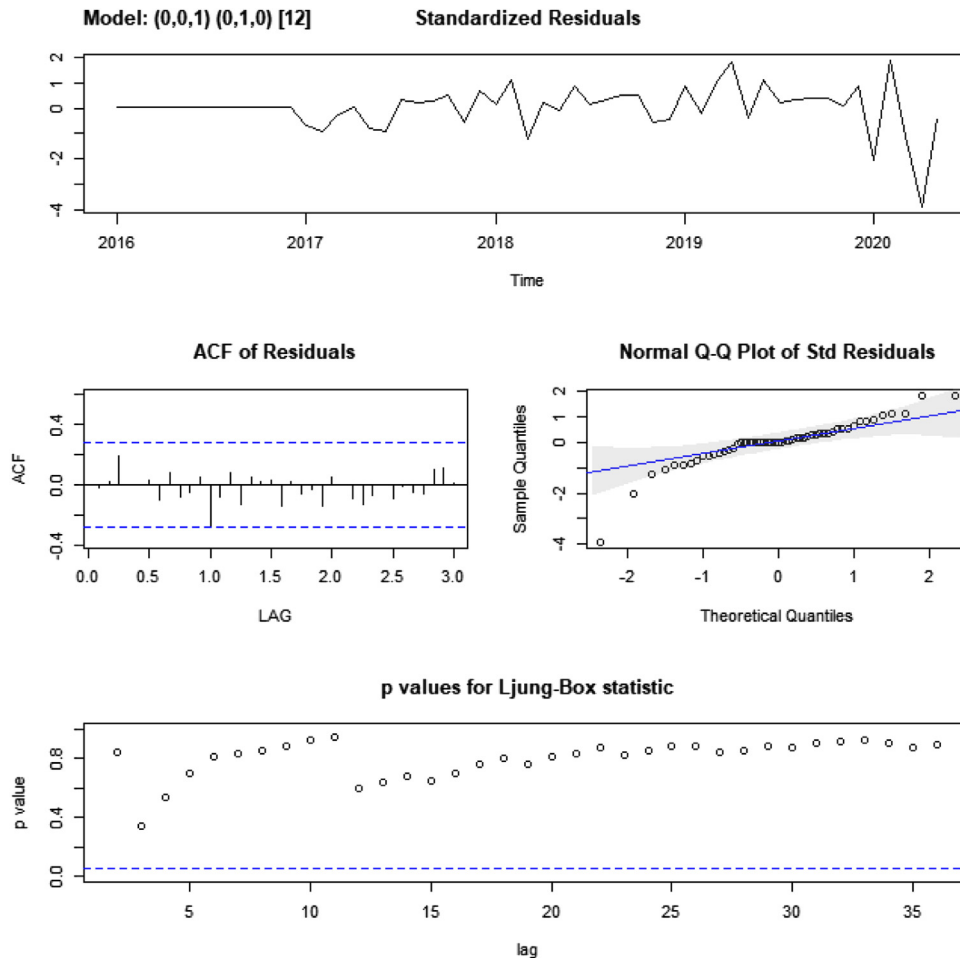 Model: (0,0,1) (0,1,0) [12] Standardized Residuals
2
1
0
-2
-4
2016 2017 2018 2019 2020
Time
ACF of Residuals
ACF
0.4
0.0
-0.4
0.0 0.5 1.0 1.5 2.0 2.5 3.0
LAG
Normal Q-Q Plot of Std Residuals
Sample Quantiles
2
1
0
-2
-4
-2 -1 0 1 2
Theoretical Quantiles
p values for Ljung-Box statistic
p value
0.8
0.4
0.0
5 10 15 20 25 30 35
lag